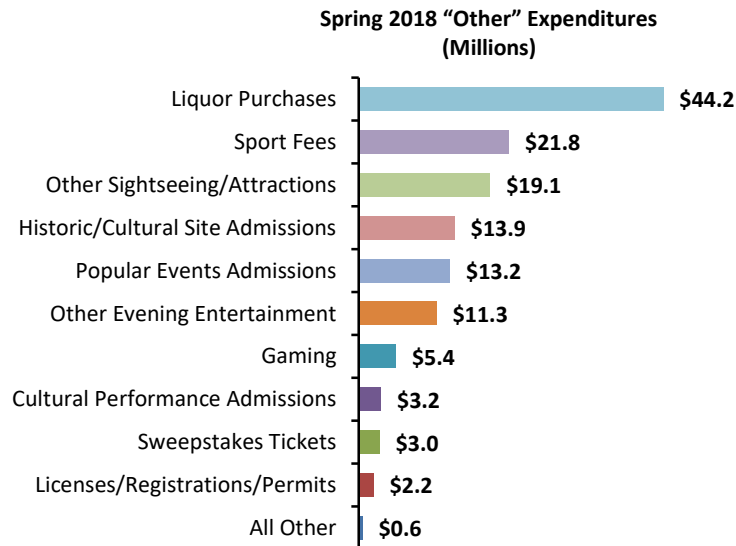 Spring 2018 “Other” Expenditures
(Millions)
Liquor Purchases $44.2
Sport Fees $21.8
Other Sightseeing/Attractions $19.1
Historic/Cultural Site Admissions $13.9
Popular Events Admissions $13.2
Other Evening Entertainment $11.3
Gaming $5.4
Cultural Performance Admissions $3.2
Sweepstakes Tickets $3.0
Licenses/Registrations/Permits $2.2
All Other $0.6